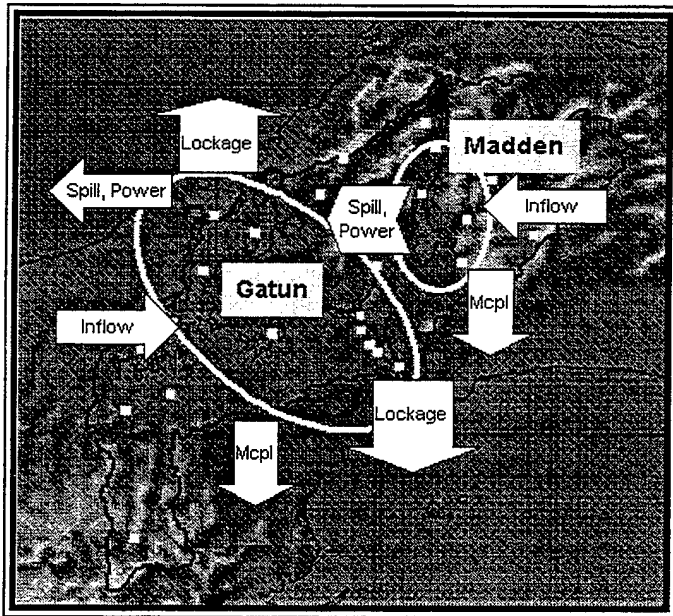 Lockage
Madden
Spill, Power
Spill,
Power
Inflow
Gatun
Mcpl
Inflow
Lockage
Mcpl